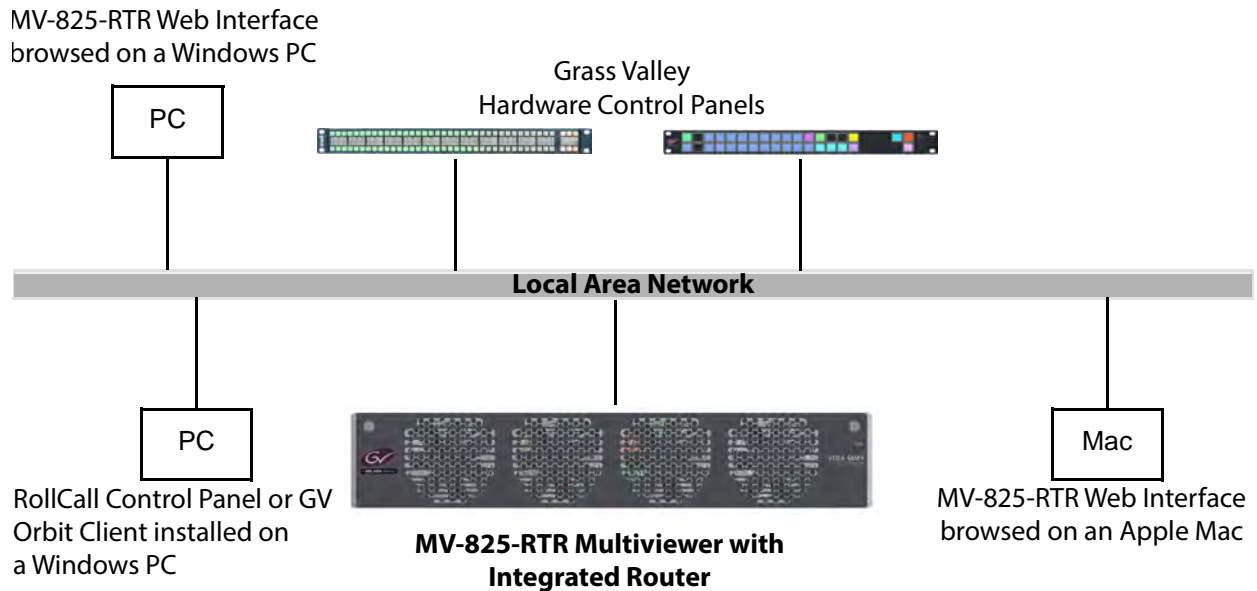 MV-825-RTR Web Interface
browsed on a Windows PC
PC
Grass Valley
Hardware Control Panels
Local Area Network
PC
RollCall Control Panel or GV
Orbit Client installed on
a Windows PC
GV
MV-825-RTR Multiviewer with
Integrated Router
Mac
MV-825-RTR Web Interface
browsed on an Apple Mac